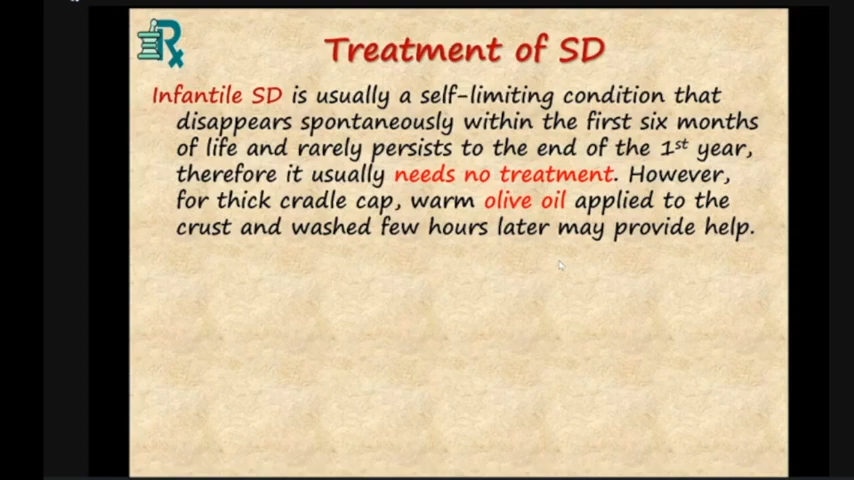 Rx
Treatment of SD
Infantile SD is usually a self-limiting condition that
disappears spontaneously within the first six months
of life and rarely persists to the end of the 1st year,
therefore it usually needs no treatment. However,
for thick cradle cap, warm olive oil applied to the
crust and washed few hours later may provide help.